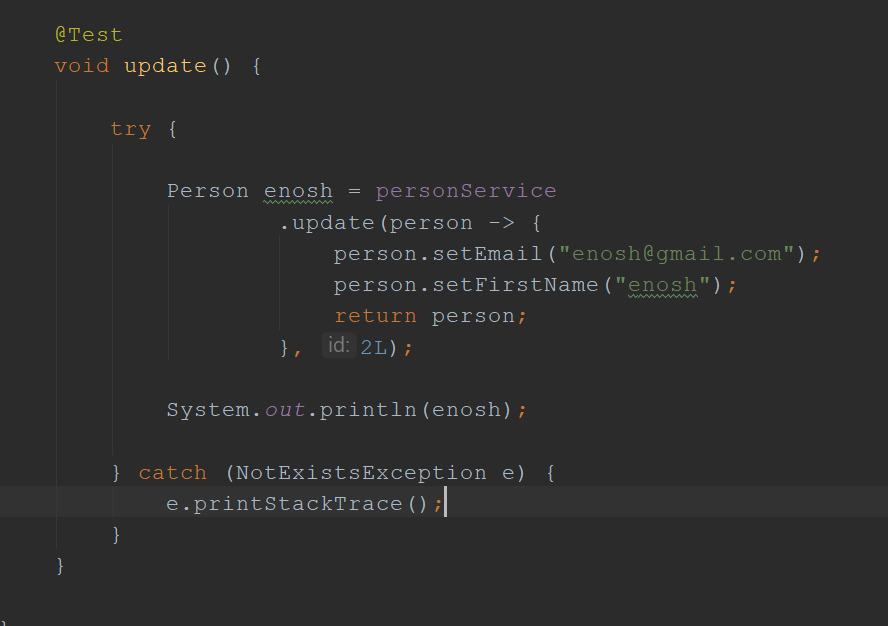 @Test
void update() {
try {
Person enosh = personService
.update(person -> {
person.setEmail("enosh@gmail.com");
person.setFirstName("enosh");
return person;
}, id: 2L);
System.out.println(enosh);
} catch (NotExistsException e) {
e.printStackTrace();
}
}